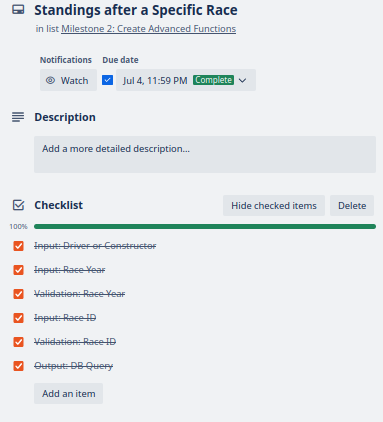 Standings after a Specific Race
in list Milestone 2: Create Advanced Functions
Notifications Due date
Watch Jul 4, 11:59 PM Complete
Description
Add a more detailed description...
Checklist Hide checked items Delete
100%
Input: Driver or Constructor
Input: Race Year
Validation: Race Year
Input: Race ID
Validation: Race ID
Output: DB Query
Add an item